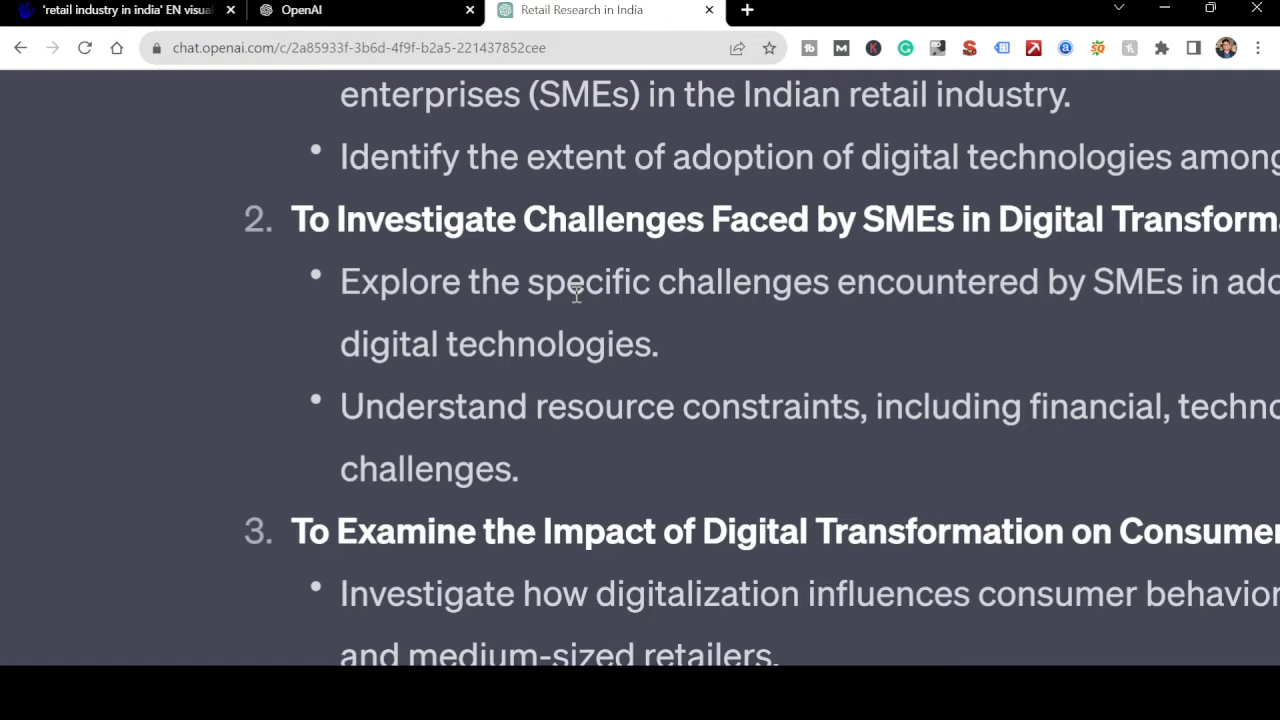 'retail industry in india' EN visual
OpenAI
Retail Research in India
chat.openai.com/c/2a85933f-3b6d-4f9f-b2a5-221437852cee
enterprises (SMEs) in the Indian retail industry.
• Identify the extent of adoption of digital technologies among
2. To Investigate Challenges Faced by SMEs in Digital Transform
• Explore the specific challenges encountered by SMEs in ado
digital technologies.
• Understand resource constraints, including financial, techno
challenges.
3. To Examine the Impact of Digital Transformation on Consumer
• Investigate how digitalization influences consumer behavior
and medium-sized retailers.